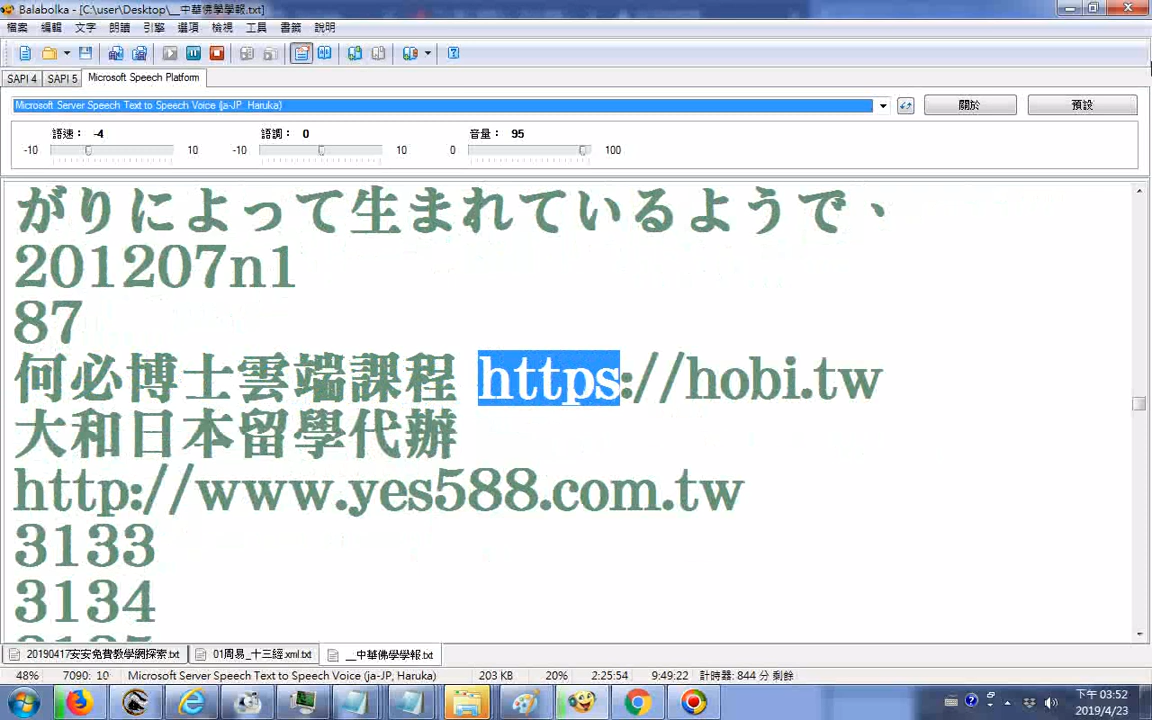 Balabolka - [C:\user\Desktop\__中華佛學學報.txt]
檔案 編輯 文字 朗讀 引擎 選項 檢視 工具 書籤 說明
SAPI 4 SAPI 5 Microsoft Speech Platform
Microsoft Server Speech Text to Speech Voice (ja-JP, Haruka)
關於 預設
語速： -4 語調： 0 音量： 95
-10 10 -10 10 0 100
がりによって生まれているようで、
201207n1
87
何必博士雲端課程 https://hobi.tw
大和日本留學代辦
http://www.yes588.com.tw
3133
3134
3135
20190417安安免費教學網探索.txt 01周易_十三經.xml.txt __中華佛學學報.txt
48% 7090: 10 Microsoft Server Speech Text to Speech Voice (ja-JP, Haruka) 203 KB 20% 2:25:54 9:49:22 計時器: 844 分 剩餘
下午 03:52
2019/4/23